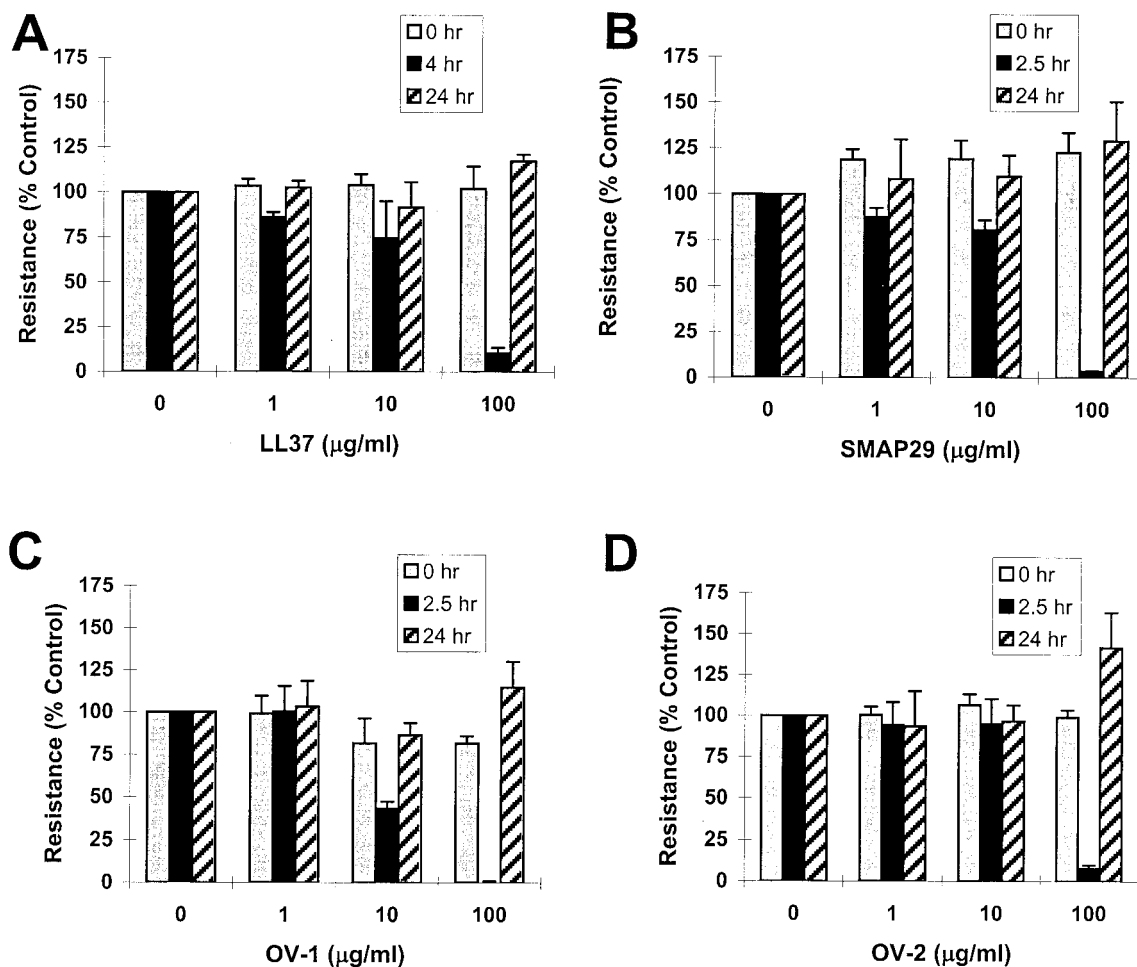 A
0 hr
4 hr
24 hr
Resistance (% Control)
175
150
125
100
75
50
25
0
0 1 10 100
LL37 (μg/ml)
B
0 hr
2.5 hr
24 hr
Resistance (% Control)
175
150
125
100
75
50
25
0
0 1 10 100
SMAP29 (μg/ml)
C
0 hr
2.5 hr
24 hr
Resistance (% Control)
175
150
125
100
75
50
25
0
0 1 10 100
OV-1 (μg/ml)
D
0 hr
2.5 hr
24 hr
Resistance (% Control)
175
150
125
100
75
50
25
0
0 1 10 100
OV-2 (μg/ml)